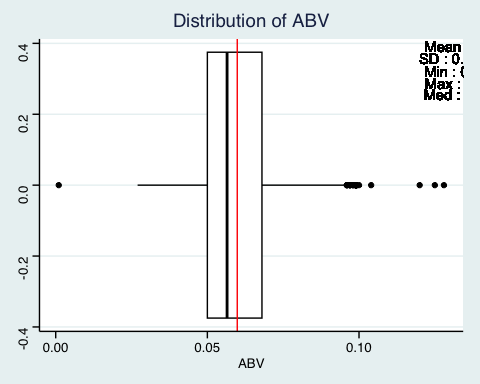 Distribution of ABV
Mean
SD : 0.
Min : 
Max :
Med :
0.4
0.2
0.0
-0.2
-0.4
0.00
0.05
0.10
ABV